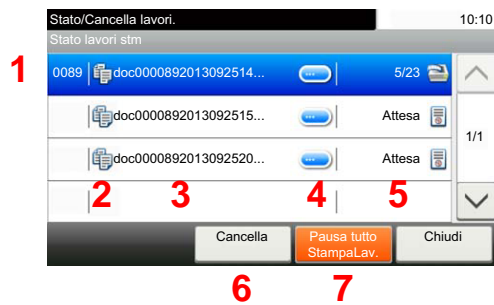 Stato/Cancella lavori. 10:10
Stato lavori stm
1 0089 doc0000892013092514... 5/23
doc0000892013092515... Attesa
1/1
doc0000892013092520... Attesa
2 3 4 5
Cancella Pausa tutto StampaLav. Chiudi
6 7